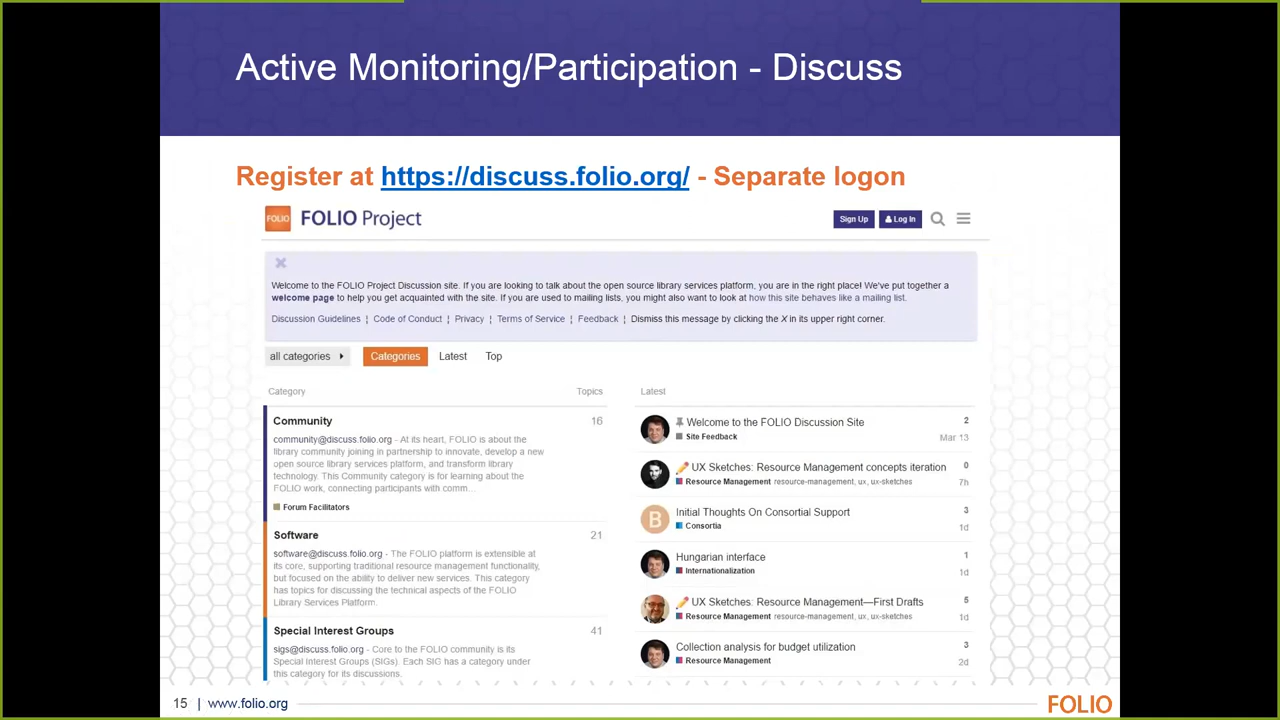 Active Monitoring/Participation - Discuss
Register at https://discuss.folio.org/ - Separate logon
FOLIO FOLIO Project
Sign Up Log In
Welcome to the FOLIO Project Discussion site. If you are looking to talk about the open source library services platform, you are in the right place! We've put together a
welcome page to help you get acquainted with the site. If you are used to mailing lists, you might also want to look at how this site behaves like a mailing list.
Discussion Guidelines ¦ Code of Conduct ¦ Privacy ¦ Terms of Service ¦ Feedback ¦ Dismiss this message by clicking the X in its upper right corner.
all categories Categories Latest Top
Category Topics
Community 16
community@discuss.folio.org - At its heart, FOLIO is about the
library community joining in partnership to innovate, develop a new
open source library services platform, and transform library
technology. This Community category is for learning about the
FOLIO work, connecting participants with comm...
Forum Facilitators
Software 21
software@discuss.folio.org - The FOLIO platform is extensible at
its core, supporting traditional resource management functionality,
but focused on the ability to deliver new services. This category
has topics for discussing the technical aspects of the FOLIO
Library Services Platform.
Special Interest Groups 41
sigs@discuss.folio.org - Core to the FOLIO community is its
Special Interest Groups (SIGs). Each SIG has a category under
this category for its discussions.
Latest
Welcome to the FOLIO Discussion Site 2
Site Feedback Mar 13
UX Sketches: Resource Management concepts iteration 0
Resource Management resource-management, ux, ux-sketches 7h
B Initial Thoughts On Consortial Support 3
Consortia 1d
Hungarian interface 1
Internationalization 1d
UX Sketches: Resource Management—First Drafts 5
Resource Management resource-management, ux, ux-sketches 1d
Collection analysis for budget utilization 3
Resource Management 2d
15 | www.folio.org
FOLIO